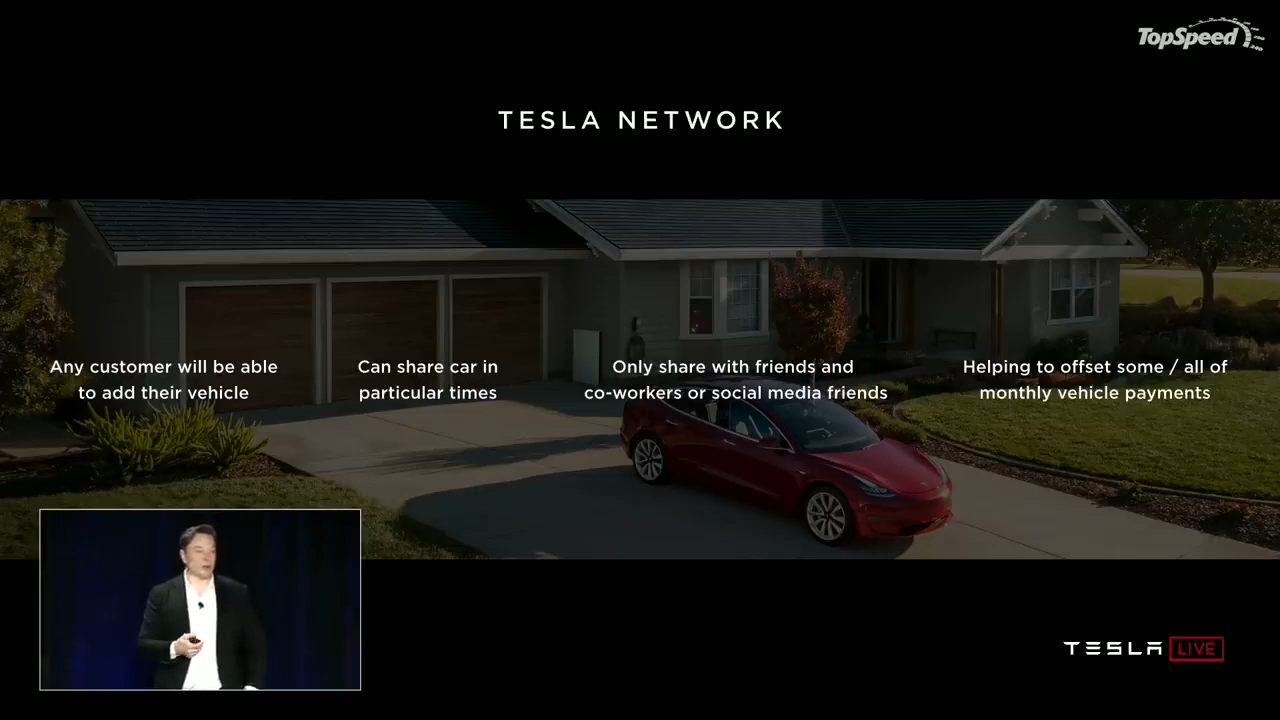 TopSpeed
TESLA NETWORK
Any customer will be able
to add their vehicle
Can share car in
particular times
Only share with friends and
co-workers or social media friends
Helping to offset some / all of
monthly vehicle payments
TESLA LIVE